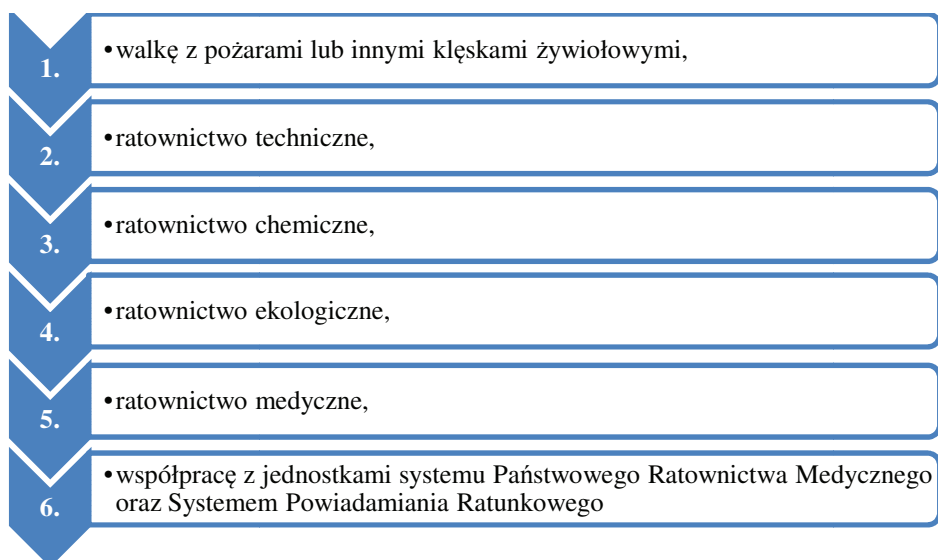 1. •walkę z pożarami lub innymi klęskami żywiołowymi,
2. •ratownictwo techniczne,
3. •ratownictwo chemiczne,
4. •ratownictwo ekologiczne,
5. •ratownictwo medyczne,
6. •współpracę z jednostkami systemu Państwowego Ratownictwa Medycznego
oraz Systemem Powiadamiania Ratunkowego